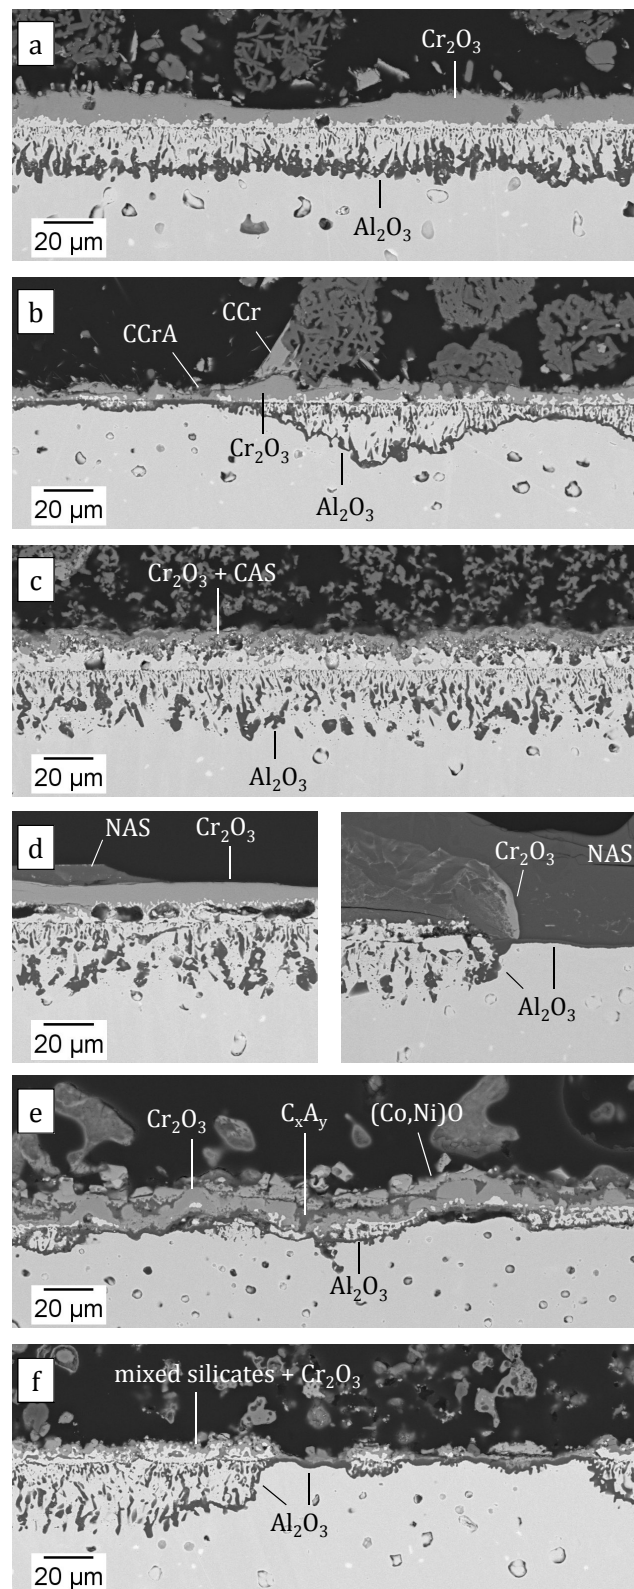 a
Cr₂O₃
Al₂O₃
20 µm
b
CCrA
CCr
Cr₂O₃
Al₂O₃
20 µm
c
Cr₂O₃ + CAS
Al₂O₃
20 µm
d
NAS
Cr₂O₃
20 µm
Cr₂O₃
NAS
Al₂O₃
e
Cr₂O₃
CₓAᵧ
(Co,Ni)O
Al₂O₃
20 µm
f
mixed silicates + Cr₂O₃
Al₂O₃
20 µm